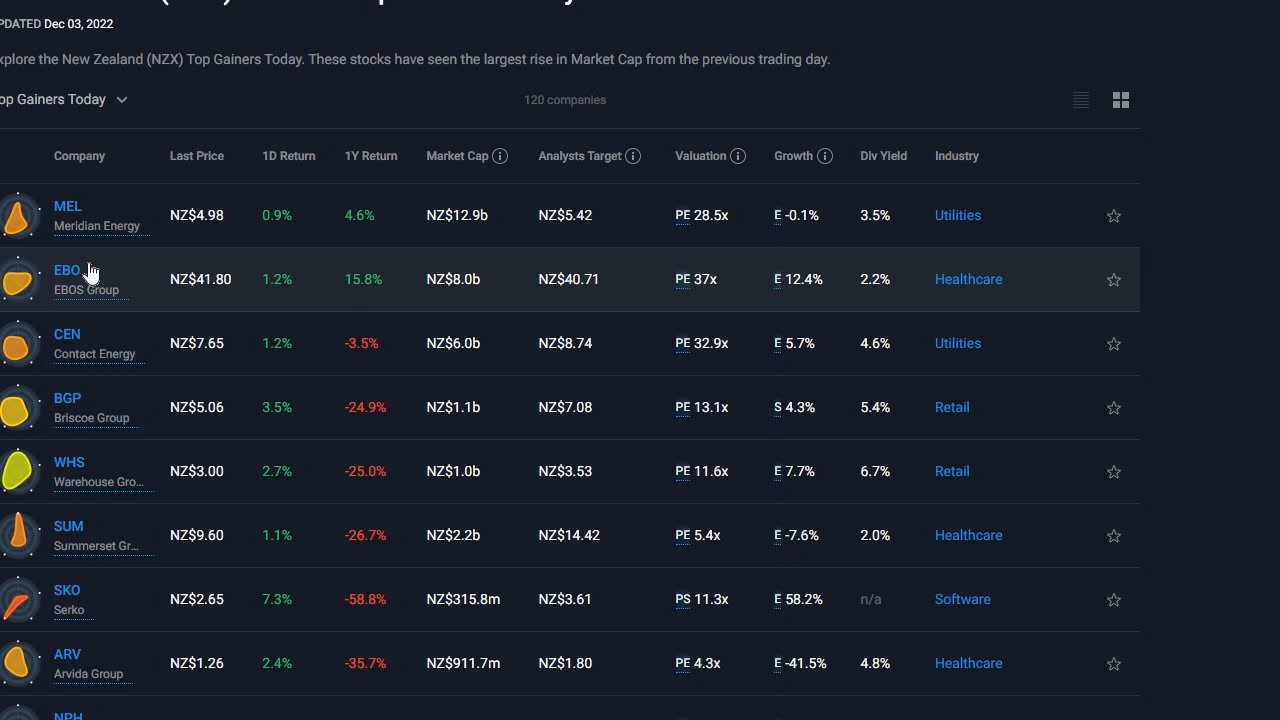 PDATED Dec 03, 2022
xplore the New Zealand (NZX) Top Gainers Today. These stocks have seen the largest rise in Market Cap from the previous trading day.
op Gainers Today 120 companies
Company Last Price 1D Return 1Y Return Market Cap Analysts Target Valuation Growth Div Yield Industry
MEL
Meridian Energy NZ$4.98 0.9% 4.6% NZ$12.9b NZ$5.42 PE 28.5x E -0.1% 3.5% Utilities
EBO
EBOS Group NZ$41.80 1.2% 15.8% NZ$8.0b NZ$40.71 PE 37x E 12.4% 2.2% Healthcare
CEN
Contact Energy NZ$7.65 1.2% -3.5% NZ$6.0b NZ$8.74 PE 32.9x E 5.7% 4.6% Utilities
BGP
Briscoe Group NZ$5.06 3.5% -24.9% NZ$1.1b NZ$7.08 PE 13.1x S 4.3% 5.4% Retail
WHS
Warehouse Gro... NZ$3.00 2.7% -25.0% NZ$1.0b NZ$3.53 PE 11.6x E 7.7% 6.7% Retail
SUM
Summerset Gr... NZ$9.60 1.1% -26.7% NZ$2.2b NZ$14.42 PE 5.4x E -7.6% 2.0% Healthcare
SKO
Serko NZ$2.65 7.3% -58.8% NZ$315.8m NZ$3.61 PS 11.3x E 58.2% n/a Software
ARV
Arvida Group NZ$1.26 2.4% -35.7% NZ$911.7m NZ$1.80 PE 4.3x E -41.5% 4.8% Healthcare
NPH